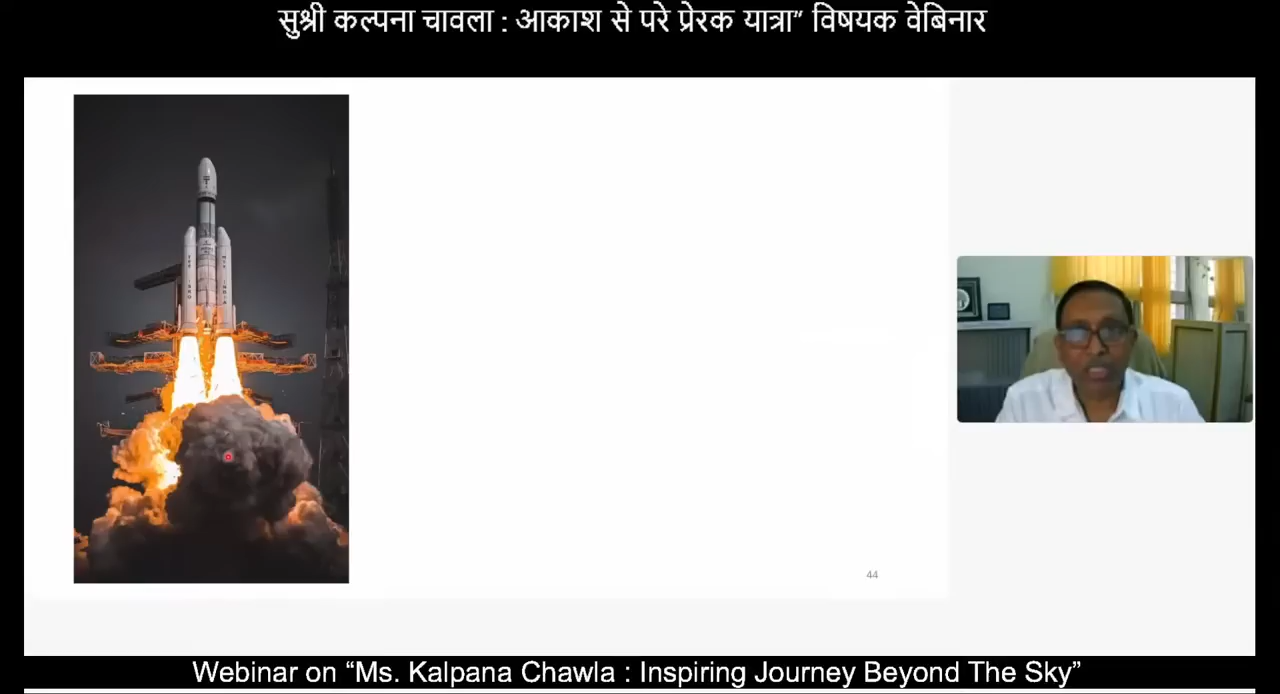 सुश्री कल्पना चावला : आकाश से परे प्रेरक यात्रा” विषयक वेबिनार
44
Webinar on “Ms. Kalpana Chawla : Inspiring Journey Beyond The Sky”